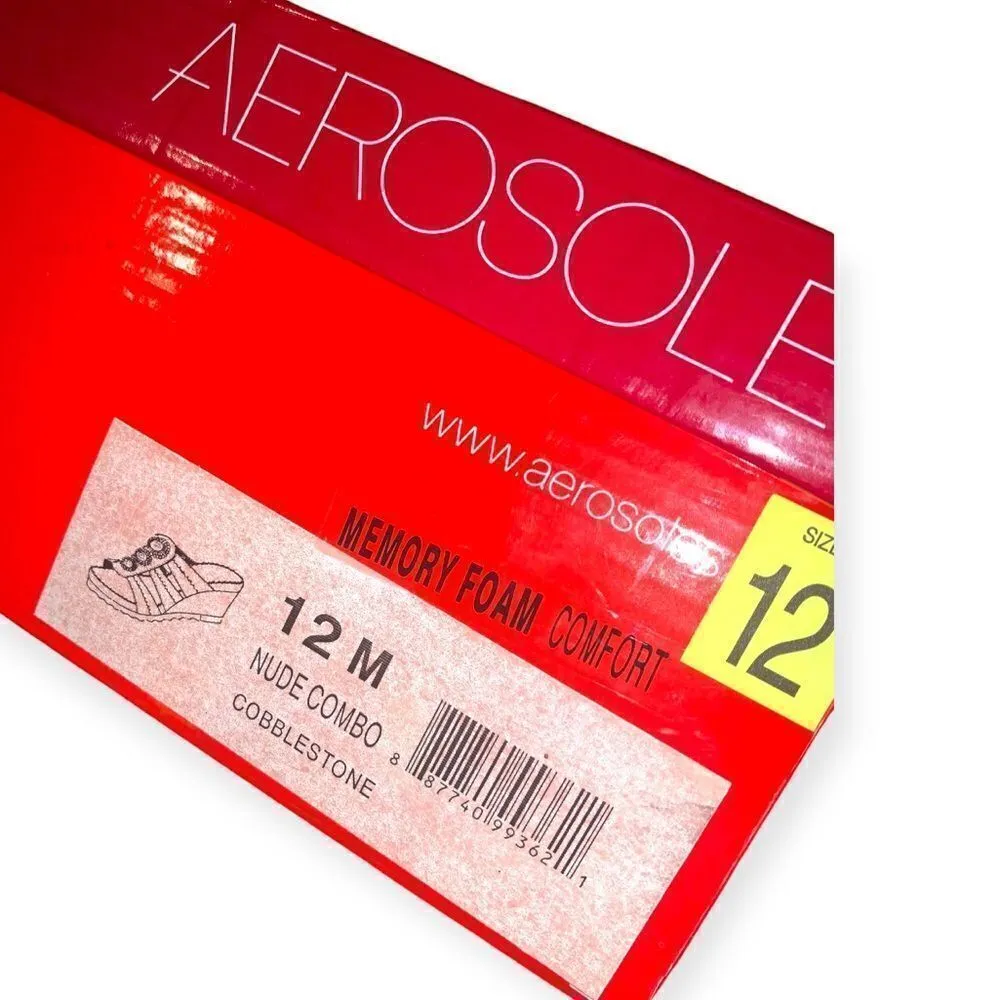 AEROSOLE
www.aerosoles
MEMORY FOAM COMFORT
SIZE
12
12 M
NUDE COMBO
COBBLESTONE
8 87740 99362 1